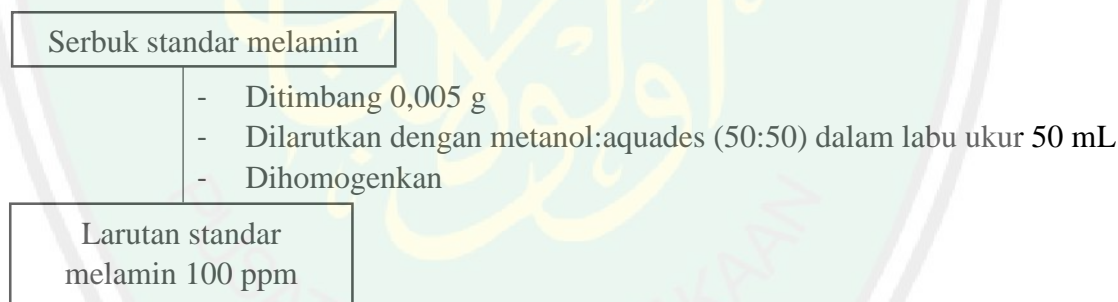 Serbuk standar melamin
- Ditimbang 0,005 g
- Dilarutkan dengan metanol:aquades (50:50) dalam labu ukur 50 mL
- Dihomogenkan
Larutan standar
melamin 100 ppm